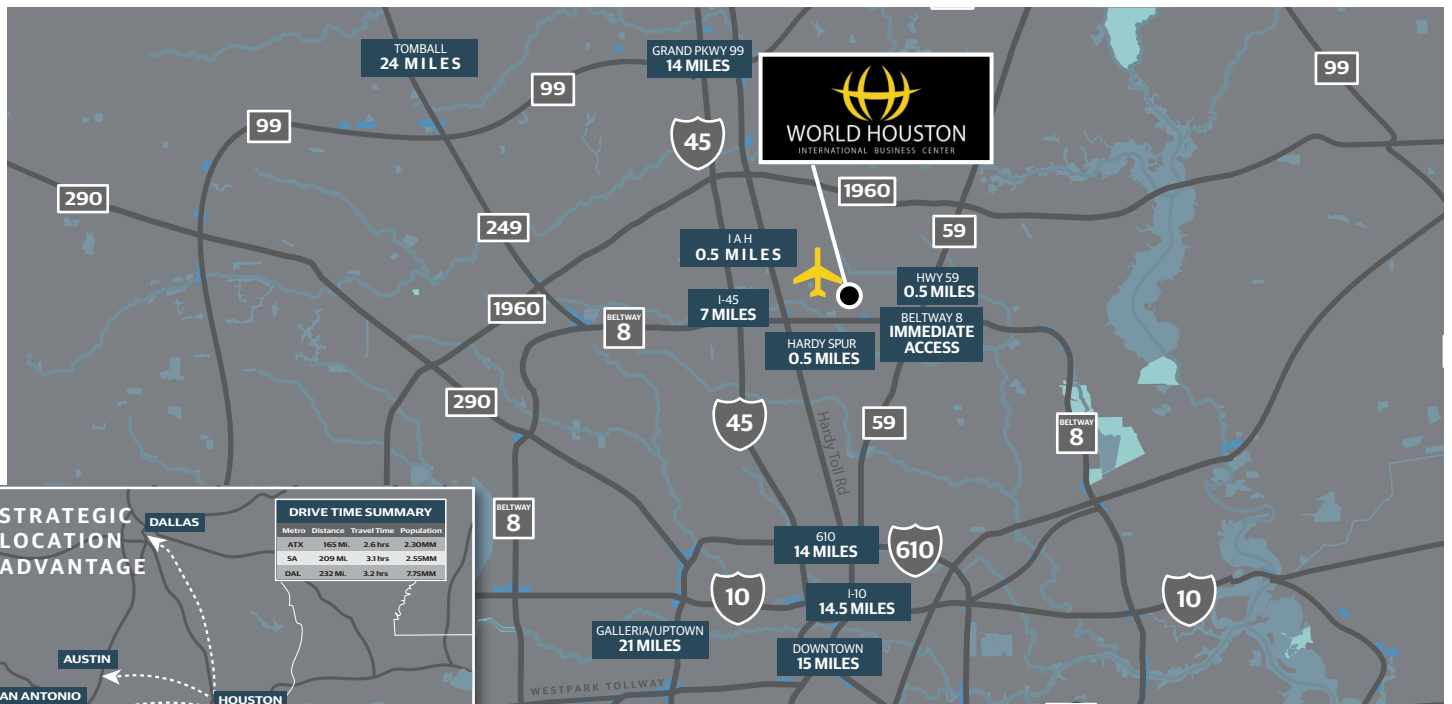 TOMBALL
24 MILES
GRAND PKWY 99
14 MILES
WORLD HOUSTON
INTERNATIONAL BUSINESS CENTER
99
99
99
45
290
1960
249
59
IAH
0.5 MILES
HWY 59
0.5 MILES
I-45
7 MILES
1960
BELTWAY
8
BELTWAY 8
IMMEDIATE
ACCESS
HARDY SPUR
0.5 MILES
290
45
59
Hardy Toll Rd
BELTWAY
8
BELTWAY
8
STRATEGIC
LOCATION
ADVANTAGE
DALLAS
DRIVE TIME SUMMARY
Metro Distance Travel Time Population
ATX 165 Mi. 2.6 hrs 2.30MM
SA 209 Mi. 3.1 hrs 2.55MM
DAL 232 Mi. 3.2 hrs 7.75MM
610
14 MILES
610
10
I-10
14.5 MILES
10
GALLERIA/UPTOWN
21 MILES
DOWNTOWN
15 MILES
AUSTIN
AN ANTONIO
HOUSTON
WESTPARK TOLLWAY